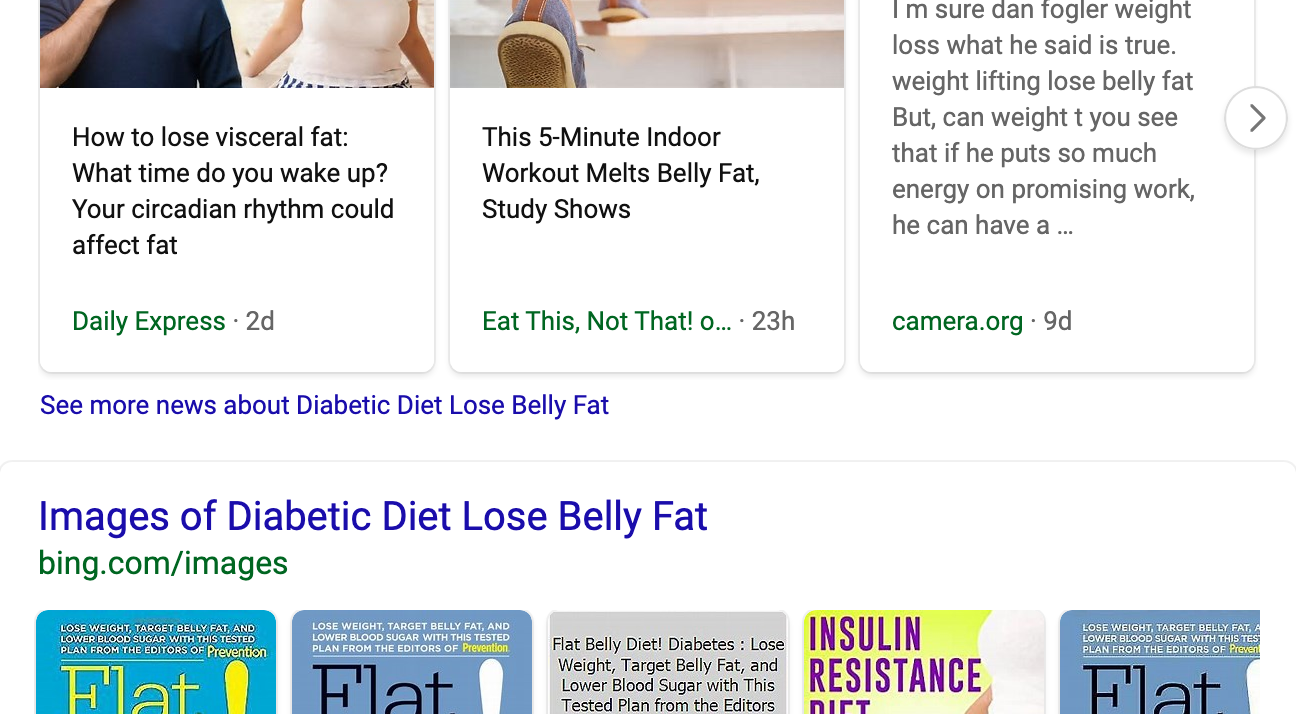 How to lose visceral fat:
What time do you wake up?
Your circadian rhythm could
affect fat
Daily Express · 2d
This 5-Minute Indoor
Workout Melts Belly Fat,
Study Shows
Eat This, Not That! o... · 23h
I m sure dan fogler weight
loss what he said is true.
weight lifting lose belly fat
But, can weight t you see
that if he puts so much
energy on promising work,
he can have a ...
camera.org · 9d
See more news about Diabetic Diet Lose Belly Fat
Images of Diabetic Diet Lose Belly Fat
bing.com/images
LOSE WEIGHT, TARGET BELLY FAT, AND
LOWER BLOOD SUGAR WITH THIS TESTED
PLAN FROM THE EDITORS OF Prevention
Flat
!
LOSE WEIGHT, TARGET BELLY FAT, AND
LOWER BLOOD SUGAR WITH THIS TESTED
PLAN FROM THE EDITORS OF Prevention
Flat
!
Flat Belly Diet! Diabetes : Lose
Weight, Target Belly Fat, and
Lower Blood Sugar with This
Tested Plan from the Editors
INSULIN
RESISTANCE
DIET
LOSE WEIGHT, TARGET BELLY FAT, A
LOWER BLOOD SUGAR WITH THIS TES
PLAN FROM THE EDITORS OF Preven
Flat